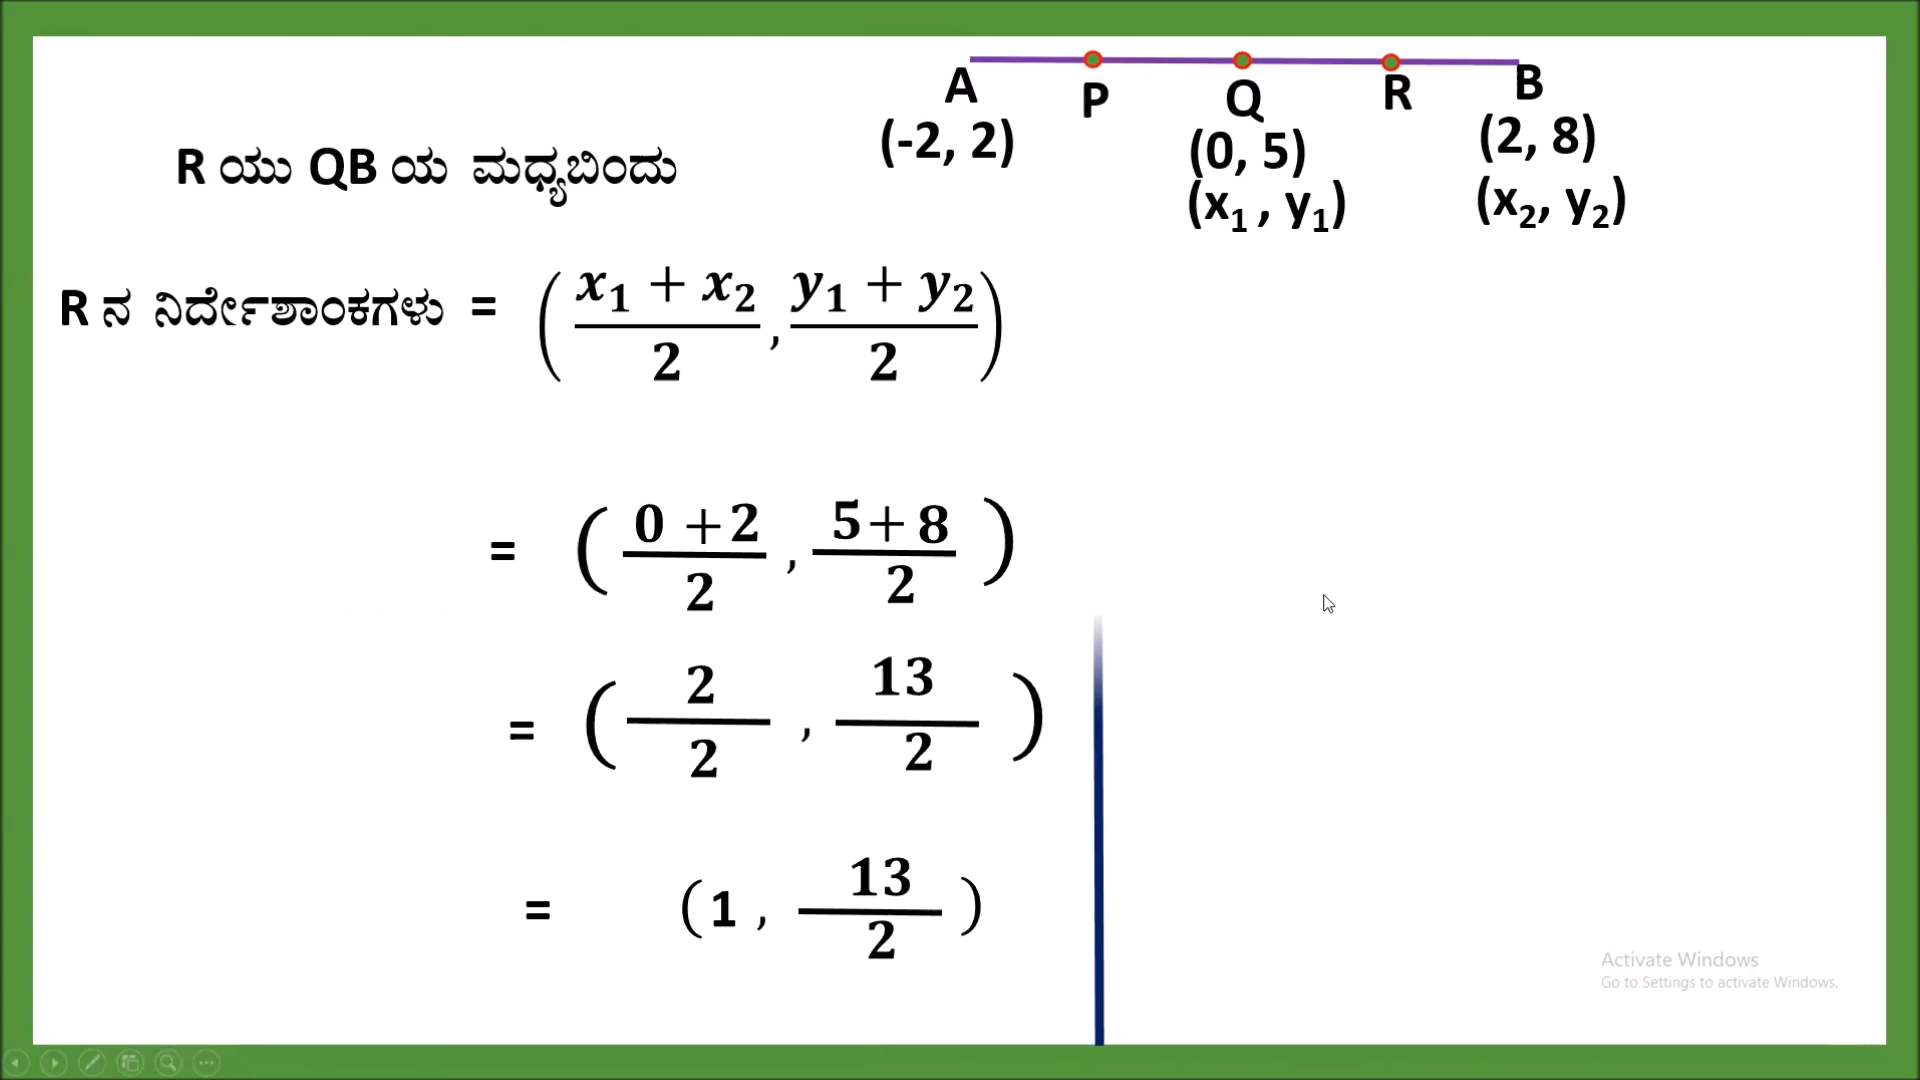 A P Q R B
(-2, 2) (0, 5) (2, 8)
(x₁ , y₁) (x₂, y₂)
R ಯು QB ಯ ಮಧ್ಯಬಿಂದು
R ನ ನಿರ್ದೇಶಾಂಕಗಳು = ( (x₁ + x₂)/2 , (y₁ + y₂)/2 )
= ( (0 + 2)/2 , (5 + 8)/2 )
= ( 2/2 , 13/2 )
= ( 1 , 13/2 )
Activate Windows
Go to Settings to activate Windows.